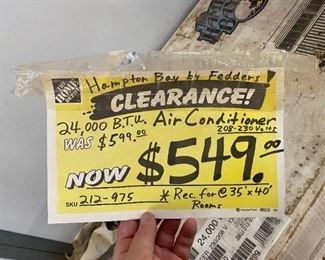 Hampton Bay by Fedders!
CLEARANCE!
24,000 B.T.U. Air Conditioner
208-230 Volts
WAS $599.00
NOW $549.00
SKU 212-975 * Rec. for @ 35' x 40'
Rooms
24,000